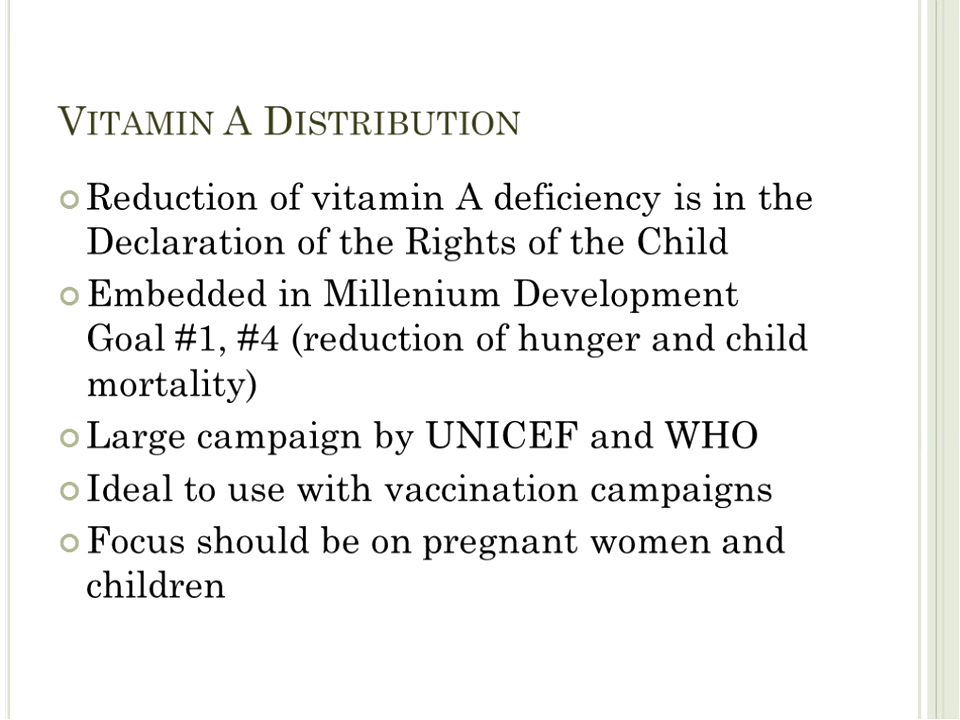 VITAMIN A DISTRIBUTION
Reduction of vitamin A deficiency is in the
Declaration of the Rights of the Child
Embedded in Millenium Development
Goal #1, #4 (reduction of hunger and child
mortality)
Large campaign by UNICEF and WHO
Ideal to use with vaccination campaigns
Focus should be on pregnant women and
children